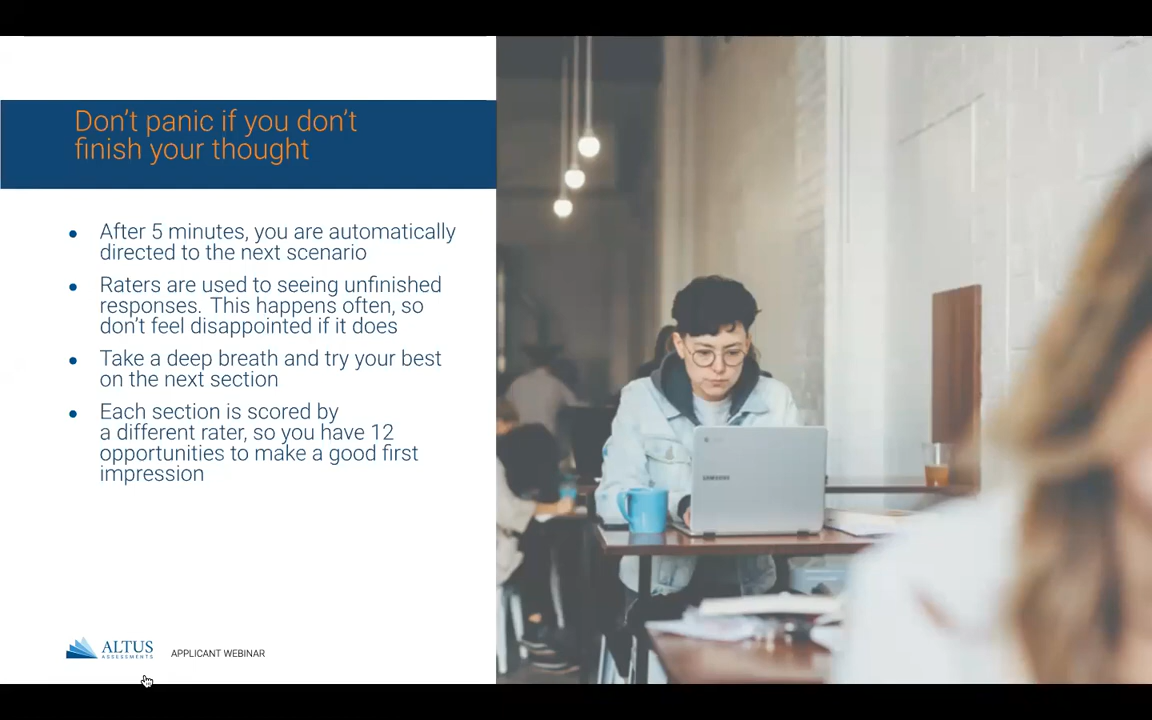 Don't panic if you don't
finish your thought
• After 5 minutes, you are automatically
directed to the next scenario
• Raters are used to seeing unfinished
responses. This happens often, so
don't feel disappointed if it does
• Take a deep breath and try your best
on the next section
• Each section is scored by
a different rater, so you have 12
opportunities to make a good first
impression
SAMSUNG
ALTUS
ASSESSMENTS
APPLICANT WEBINAR